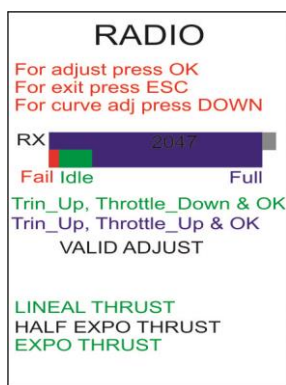 RADIO
For adjust press OK
For exit press ESC
For curve adj press DOWN
RX 2047
Fail Idle Full
Trin_Up, Throttle_Down & OK
Trin_Up, Throttle_Up & OK
VALID ADJUST
LINEAL THRUST
HALF EXPO THRUST
EXPO THRUST